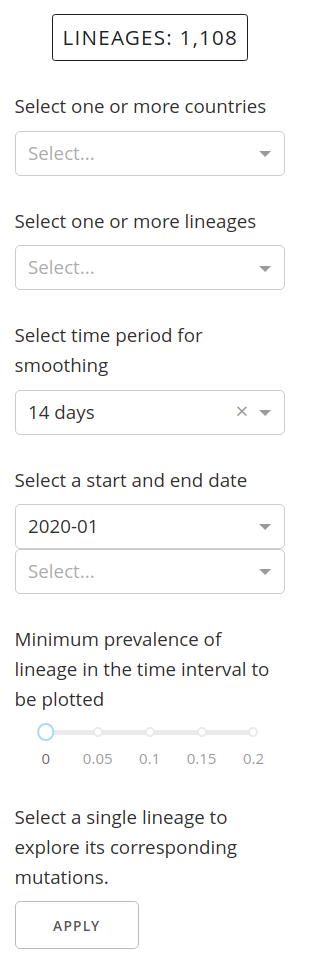 LINEAGES: 1,108
Select one or more countries
Select...
Select one or more lineages
Select...
Select time period for
smoothing
14 days ×
Select a start and end date
2020-01
Select...
Minimum prevalence of
lineage in the time interval to
be plotted
0 0.05 0.1 0.15 0.2
Select a single lineage to
explore its corresponding
mutations.
APPLY